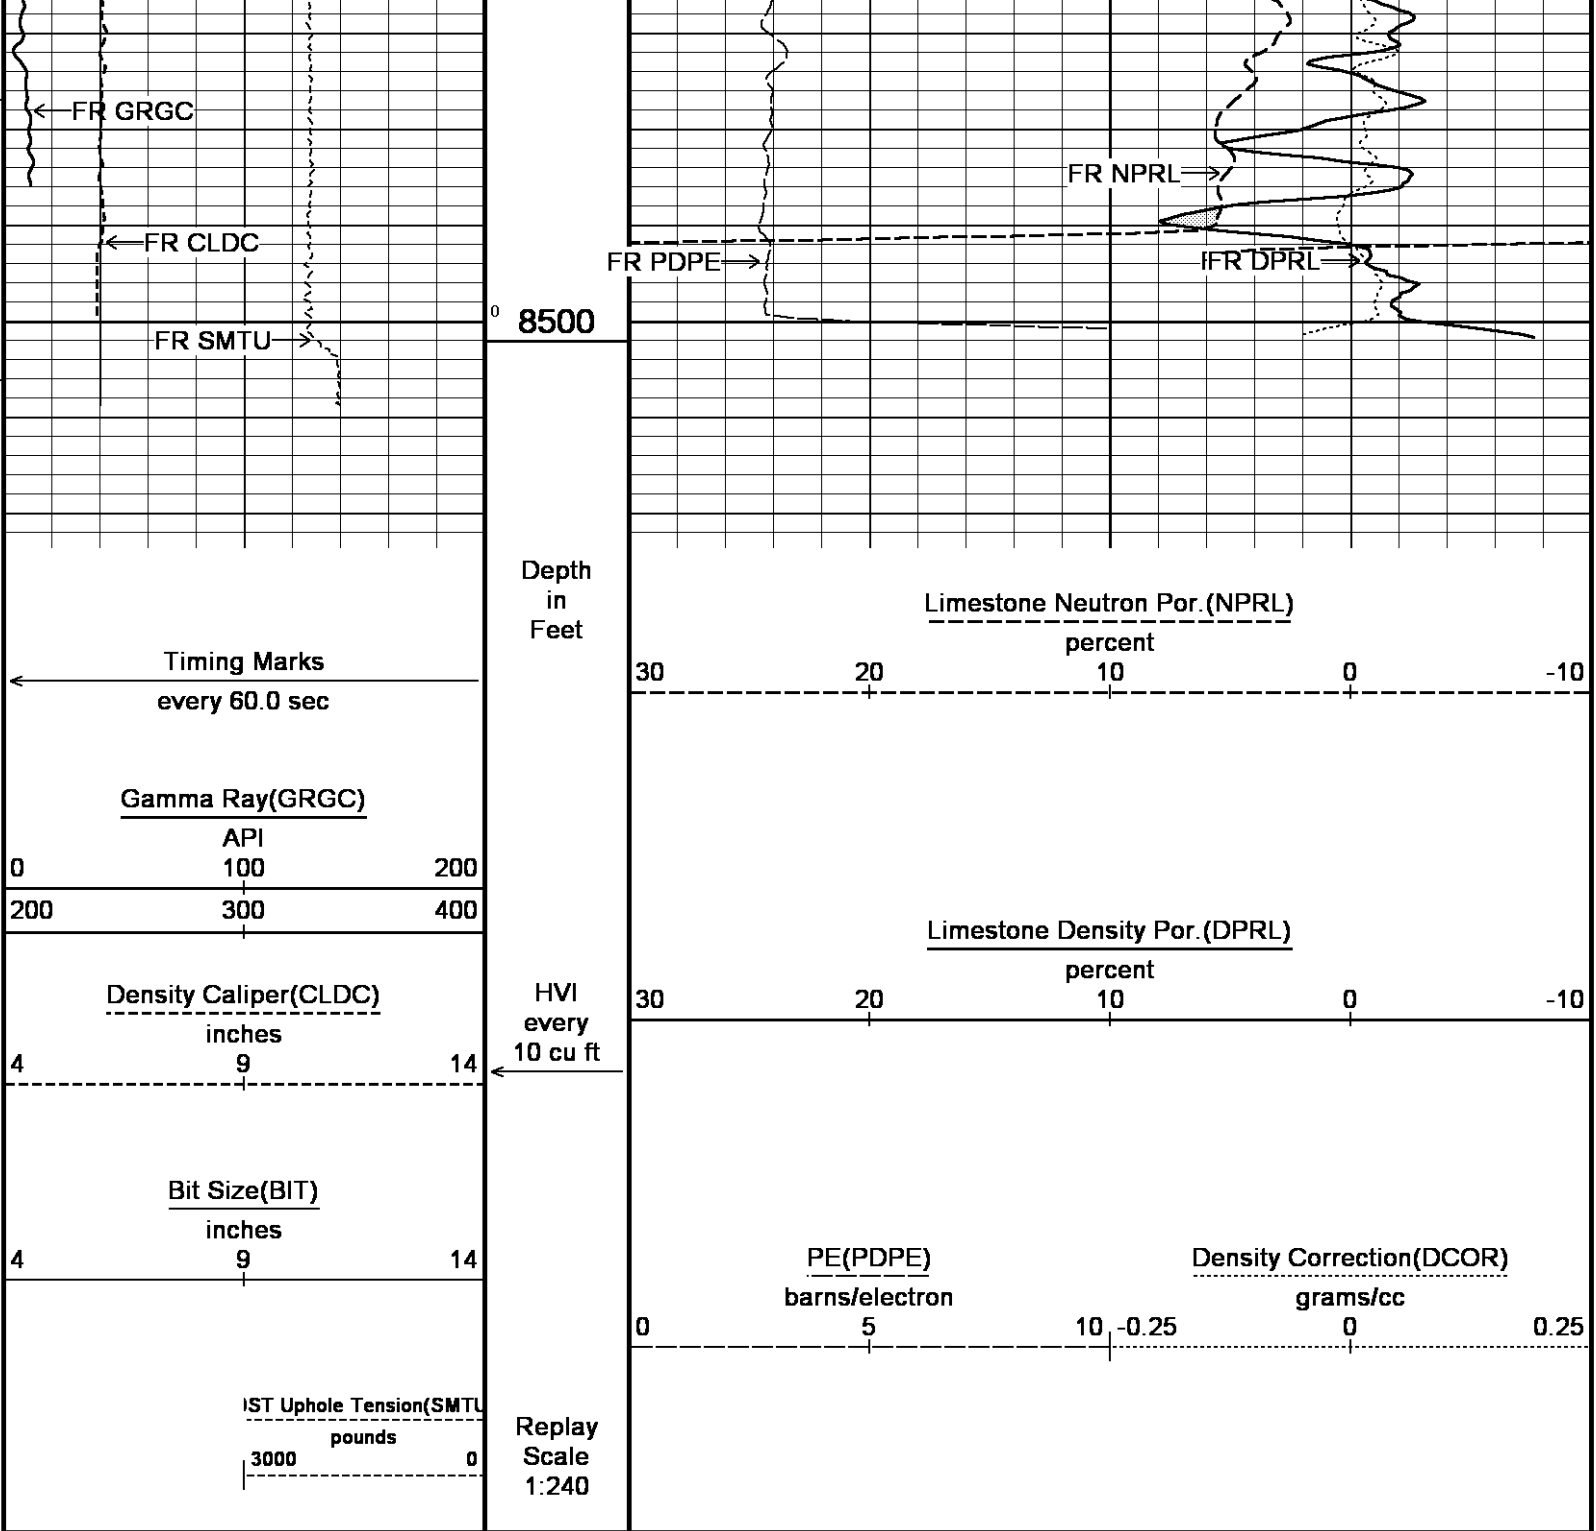 FR GRGC
FR NPRL
FR CLDC
FR PDPE
FR DPRL
0
8500
FR SMTU
Depth
in
Feet
Timing Marks
every 60.0 sec
Gamma Ray(GRGC)
API
0 100 200
200 300 400
Density Caliper(CLDC)
inches
4 9 14
Bit Size(BIT)
inches
4 9 14
ST Uphole Tension(SMTU
pounds
3000 0
HVI
every
10 cu ft
Replay
Scale
1:240
Limestone Neutron Por.(NPRL)
percent
30 20 10 0 -10
Limestone Density Por.(DPRL)
percent
30 20 10 0 -10
PE(PDPE)
barns/electron
0 5 10
Density Correction(DCOR)
grams/cc
-0.25 0 0.25